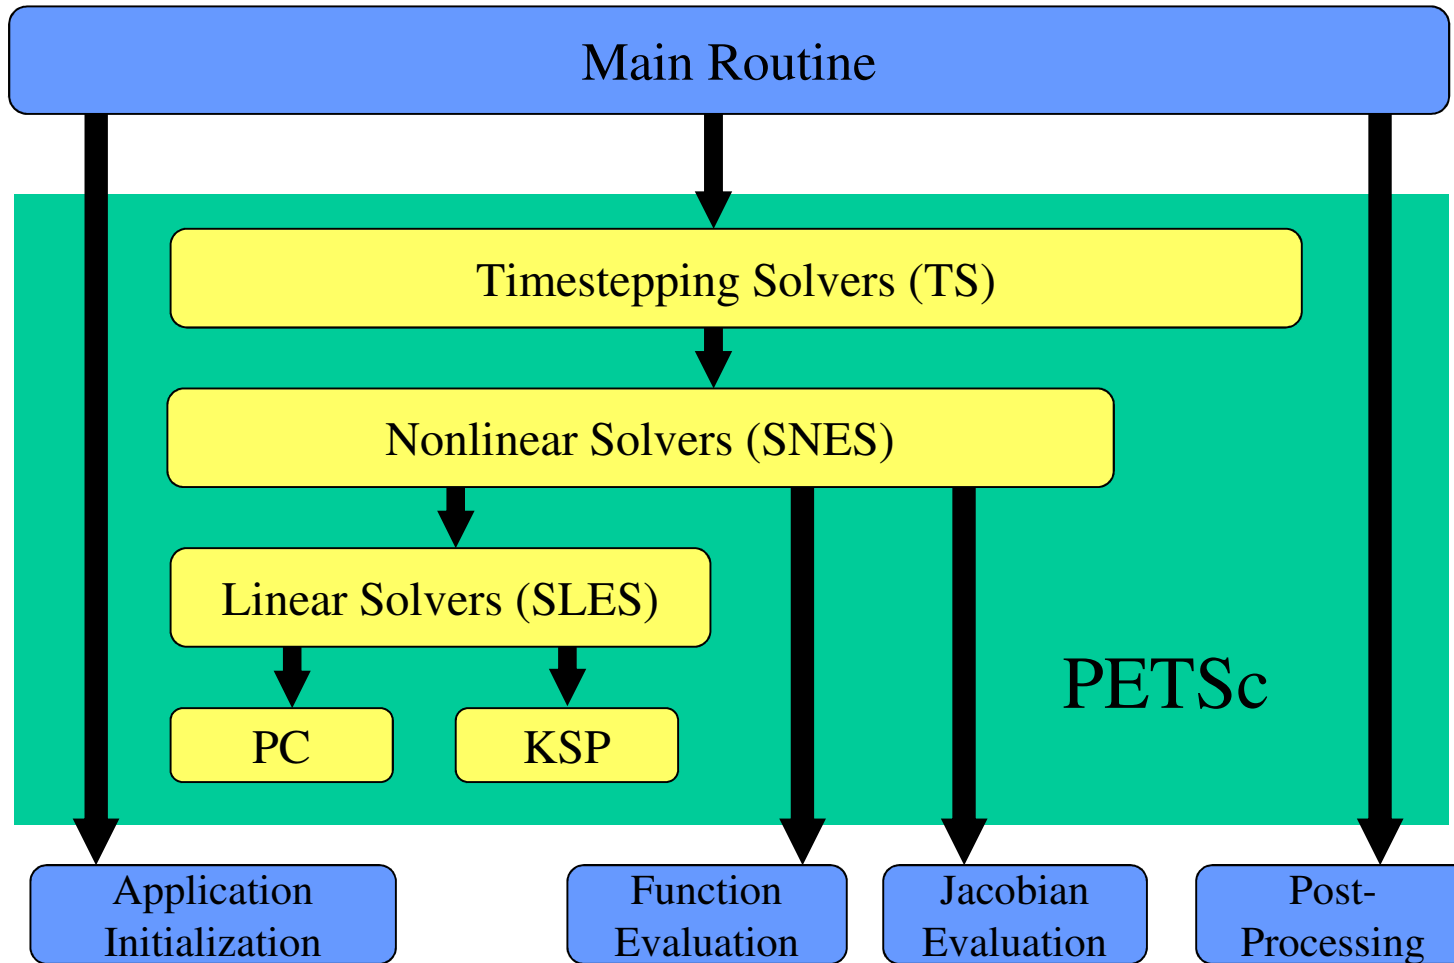 Main Routine
Timestepping Solvers (TS)
Nonlinear Solvers (SNES)
Linear Solvers (SLES)
PETSc
PC
KSP
Application
Initialization
Function
Evaluation
Jacobian
Evaluation
Post-
Processing